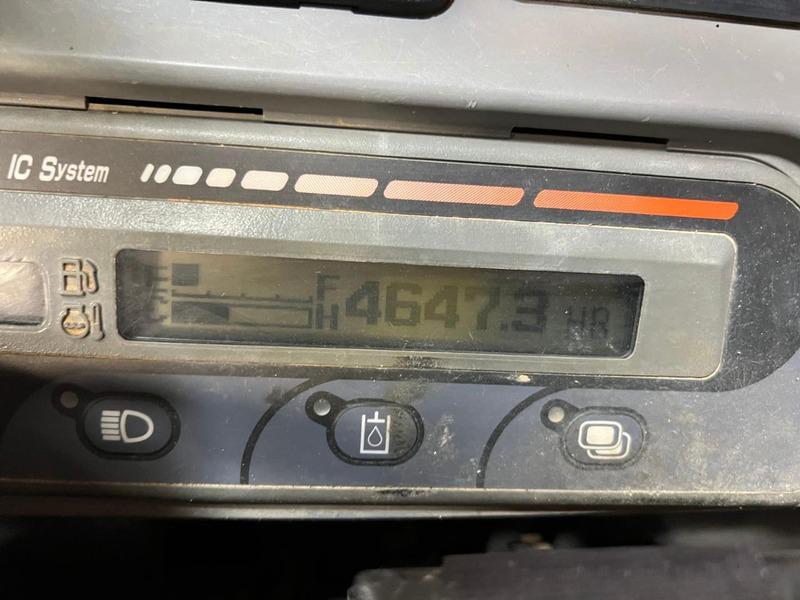 IC System
E F 4647.3 HR
C H